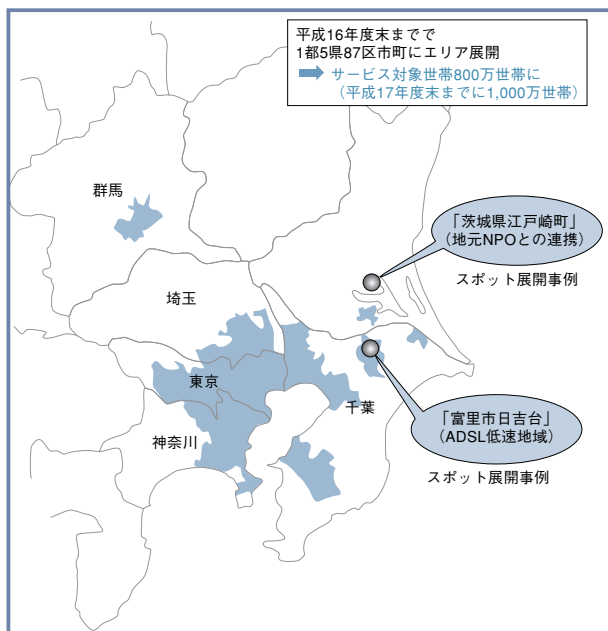 平成16年度末までで
1都5県87区市町にエリア展開
サービス対象世帯800万世帯に
（平成17年度末までに1,000万世帯）
群馬
「茨城県江戸崎町」
（地元NPOとの連携）
スポット展開事例
埼玉
東京
千葉
神奈川
「富里市日吉台」
（ADSL低速地域）
スポット展開事例